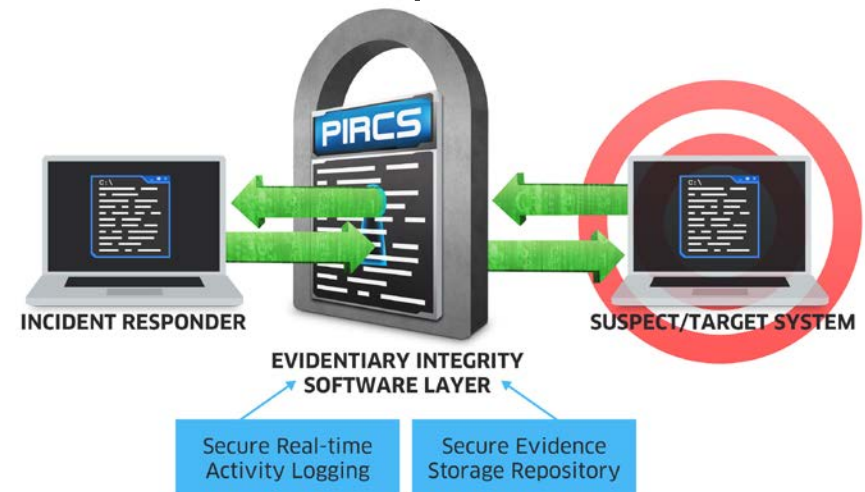 PIRCS
C:\
C:\
INCIDENT RESPONDER
SUSPECT/TARGET SYSTEM
EVIDENTIARY INTEGRITY
SOFTWARE LAYER
Secure Real-time
Activity Logging
Secure Evidence
Storage Repository